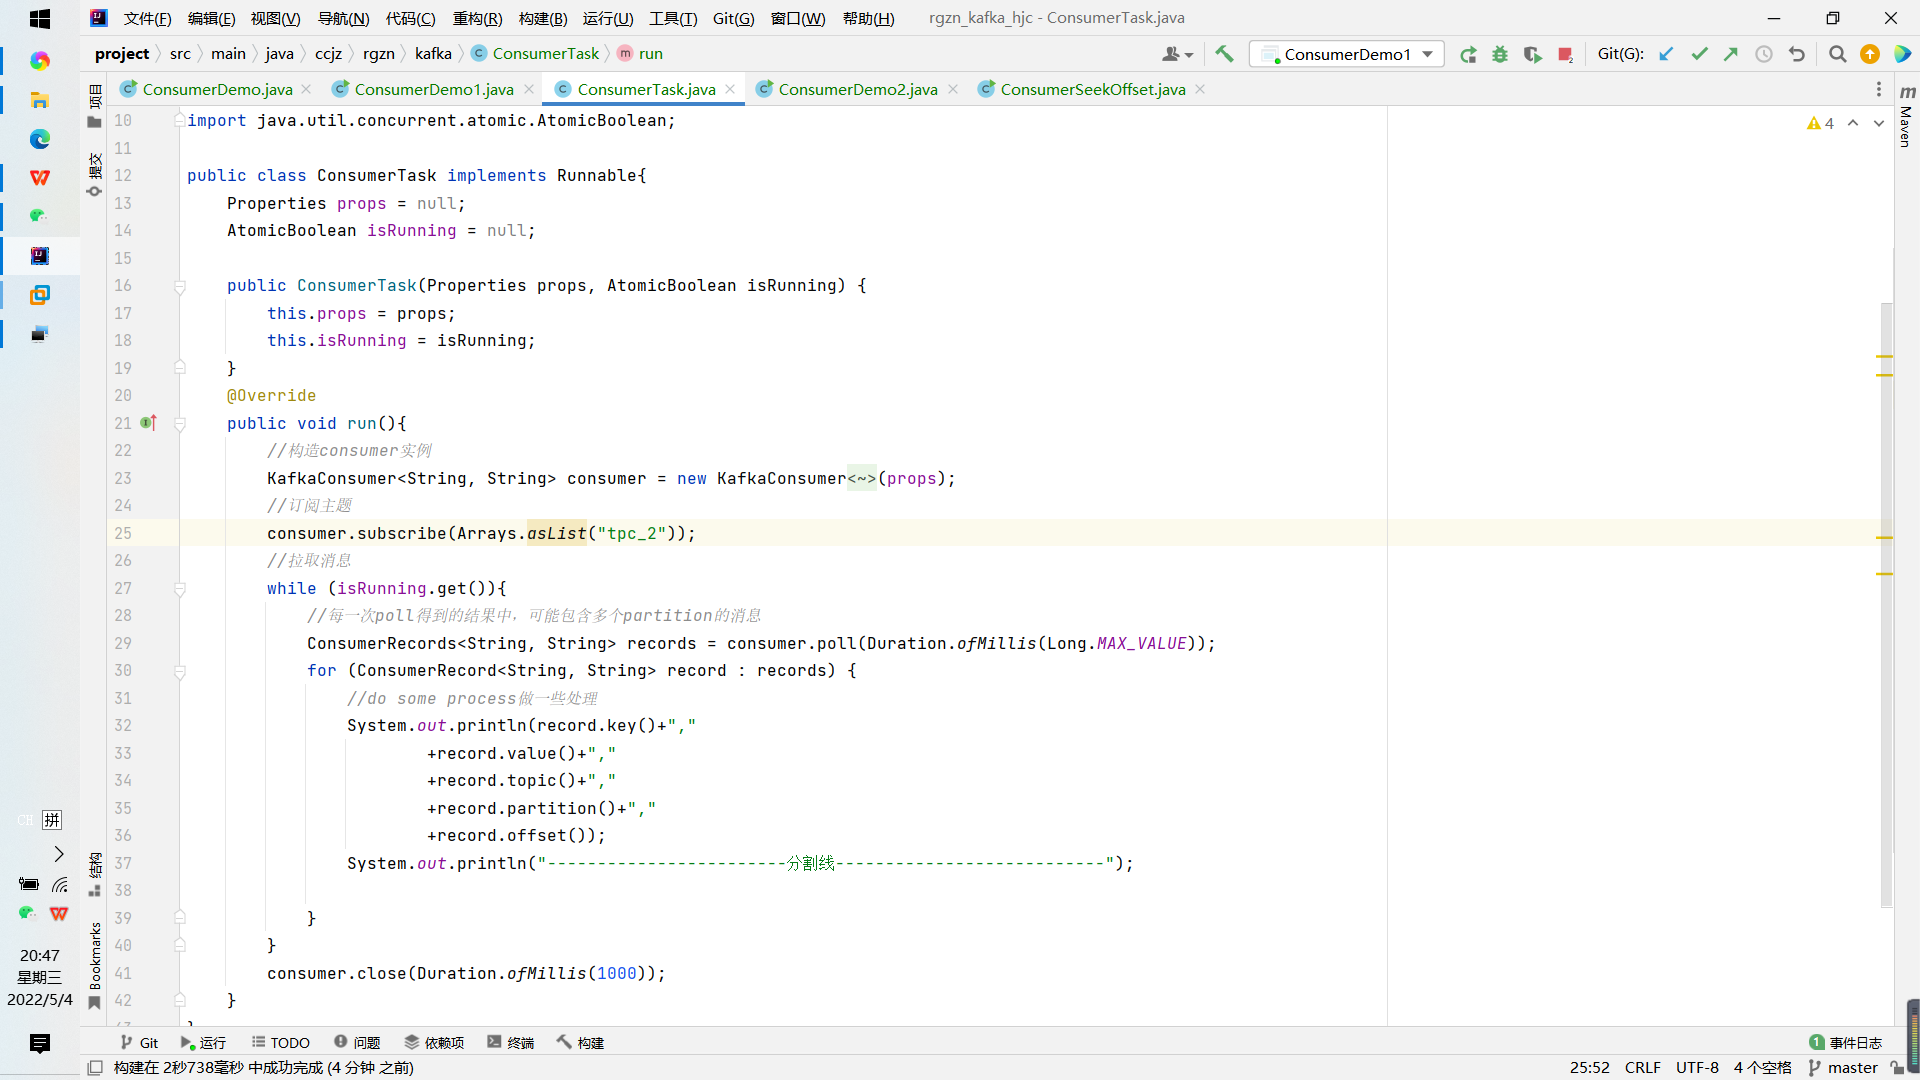 文件(F) 编辑(E) 视图(V) 导航(N) 代码(C) 重构(R) 构建(B) 运行(U) 工具(T) Git(G) 窗口(W) 帮助(H) rgzn_kafka_hjc - ConsumerTask.java
project src main java ccjz rgzn kafka ConsumerTask run
ConsumerDemo1 Git(G):
ConsumerDemo.java ConsumerDemo1.java ConsumerTask.java ConsumerDemo2.java ConsumerSeekOffset.java
项目
提交
结构
Bookmarks
Maven
4
10 import java.util.concurrent.atomic.AtomicBoolean;
11
12 public class ConsumerTask implements Runnable{
13 Properties props = null;
14 AtomicBoolean isRunning = null;
15
16 public ConsumerTask(Properties props, AtomicBoolean isRunning) {
17 this.props = props;
18 this.isRunning = isRunning;
19 }
20 @Override
21 public void run(){
22 //构造consumer实例
23 KafkaConsumer<String, String> consumer = new KafkaConsumer<~>(props);
24 //订阅主题
25 consumer.subscribe(Arrays.asList("tpc_2"));
26 //拉取消息
27 while (isRunning.get()){
28 //每一次poll得到的结果中，可能包含多个partition的消息
29 ConsumerRecords<String, String> records = consumer.poll(Duration.ofMillis(Long.MAX_VALUE));
30 for (ConsumerRecord<String, String> record : records) {
31 //do some process做一些处理
32 System.out.println(record.key()+","
33 +record.value()+","
34 +record.topic()+","
35 +record.partition()+","
36 +record.offset());
37 System.out.println("------------------------分割线---------------------------");
38
39 }
40 }
41 consumer.close(Duration.ofMillis(1000));
42 }
CH 拼
20:47
星期三
2022/5/4
Git 运行 TODO 问题 依赖项 终端 构建 1 事件日志
构建在 2秒738毫秒 中成功完成 (4 分钟 之前) 25:52 CRLF UTF-8 4 个空格 master